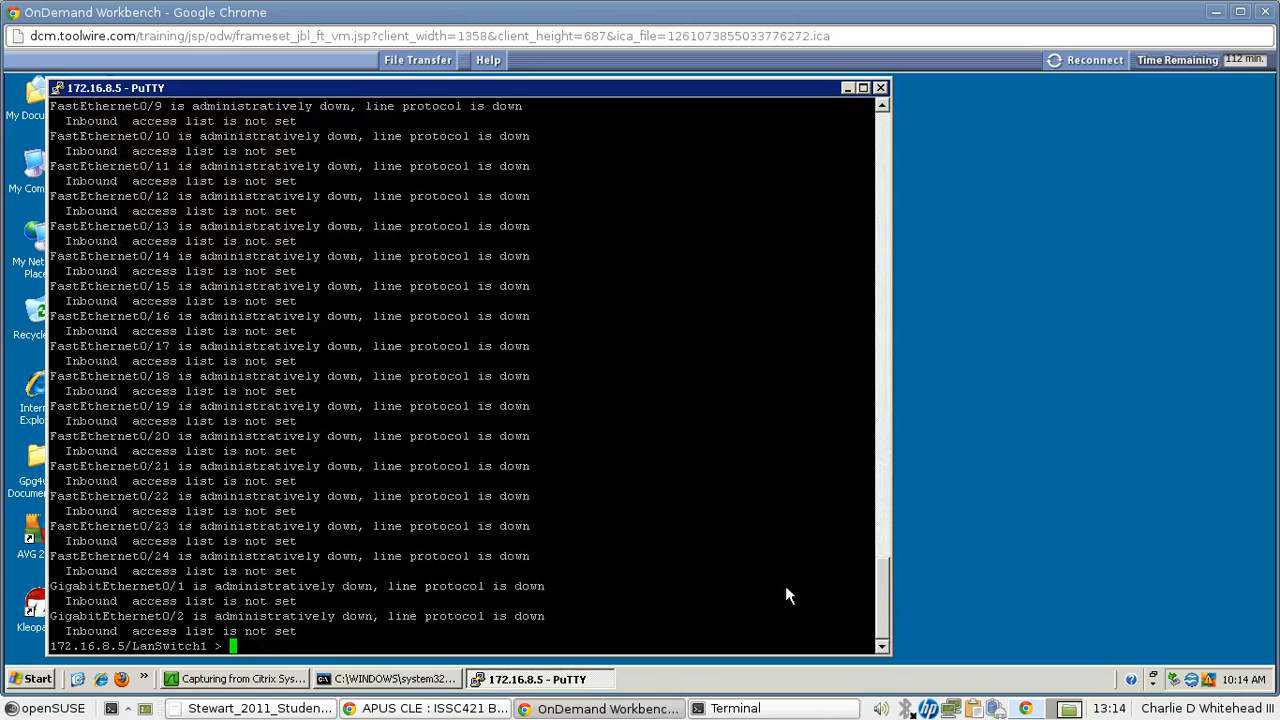 OnDemand Workbench - Google Chrome
dcm.toolwire.com/training/jsp/odw/frameset_jbl_ft_vm.jsp?client_width=1358&client_height=687&ica_file=1261073855033776272.ica
File Transfer Help Reconnect Time Remaining 112 min.
172.16.8.5 - PuTTY
My Docu
My Com
My Net
Place
Recycle
Intern
Explo
Gpg4u
Docume
AVG 2
Kleopa
FastEthernet0/9 is administratively down, line protocol is down
Inbound  access list is not set
FastEthernet0/10 is administratively down, line protocol is down
Inbound  access list is not set
FastEthernet0/11 is administratively down, line protocol is down
Inbound  access list is not set
FastEthernet0/12 is administratively down, line protocol is down
Inbound  access list is not set
FastEthernet0/13 is administratively down, line protocol is down
Inbound  access list is not set
FastEthernet0/14 is administratively down, line protocol is down
Inbound  access list is not set
FastEthernet0/15 is administratively down, line protocol is down
Inbound  access list is not set
FastEthernet0/16 is administratively down, line protocol is down
Inbound  access list is not set
FastEthernet0/17 is administratively down, line protocol is down
Inbound  access list is not set
FastEthernet0/18 is administratively down, line protocol is down
Inbound  access list is not set
FastEthernet0/19 is administratively down, line protocol is down
Inbound  access list is not set
FastEthernet0/20 is administratively down, line protocol is down
Inbound  access list is not set
FastEthernet0/21 is administratively down, line protocol is down
Inbound  access list is not set
FastEthernet0/22 is administratively down, line protocol is down
Inbound  access list is not set
FastEthernet0/23 is administratively down, line protocol is down
Inbound  access list is not set
FastEthernet0/24 is administratively down, line protocol is down
Inbound  access list is not set
GigabitEthernet0/1 is administratively down, line protocol is down
Inbound  access list is not set
GigabitEthernet0/2 is administratively down, line protocol is down
Inbound  access list is not set
172.16.8.5/LanSwitch1 >
Start » Capturing from Citrix Sys... C:\WINDOWS\system32... 172.16.8.5 - PuTTY ? » 10:14 AM
openSUSE Stewart_2011_Studen... APUS CLE : ISSC421 B... OnDemand Workbenc... Terminal 13:14 Charlie D Whitehead III